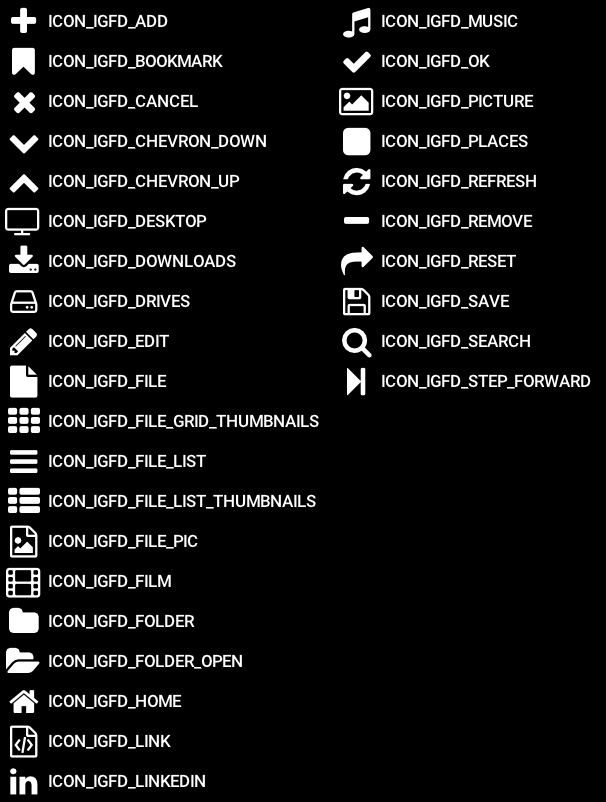 ICON_IGFD_ADD
ICON_IGFD_BOOKMARK
ICON_IGFD_CANCEL
ICON_IGFD_CHEVRON_DOWN
ICON_IGFD_CHEVRON_UP
ICON_IGFD_DESKTOP
ICON_IGFD_DOWNLOADS
ICON_IGFD_DRIVES
ICON_IGFD_EDIT
ICON_IGFD_FILE
ICON_IGFD_FILE_GRID_THUMBNAILS
ICON_IGFD_FILE_LIST
ICON_IGFD_FILE_LIST_THUMBNAILS
ICON_IGFD_FILE_PIC
ICON_IGFD_FILM
ICON_IGFD_FOLDER
ICON_IGFD_FOLDER_OPEN
ICON_IGFD_HOME
ICON_IGFD_LINK
ICON_IGFD_LINKEDIN
ICON_IGFD_MUSIC
ICON_IGFD_OK
ICON_IGFD_PICTURE
ICON_IGFD_PLACES
ICON_IGFD_REFRESH
ICON_IGFD_REMOVE
ICON_IGFD_RESET
ICON_IGFD_SAVE
ICON_IGFD_SEARCH
ICON_IGFD_STEP_FORWARD